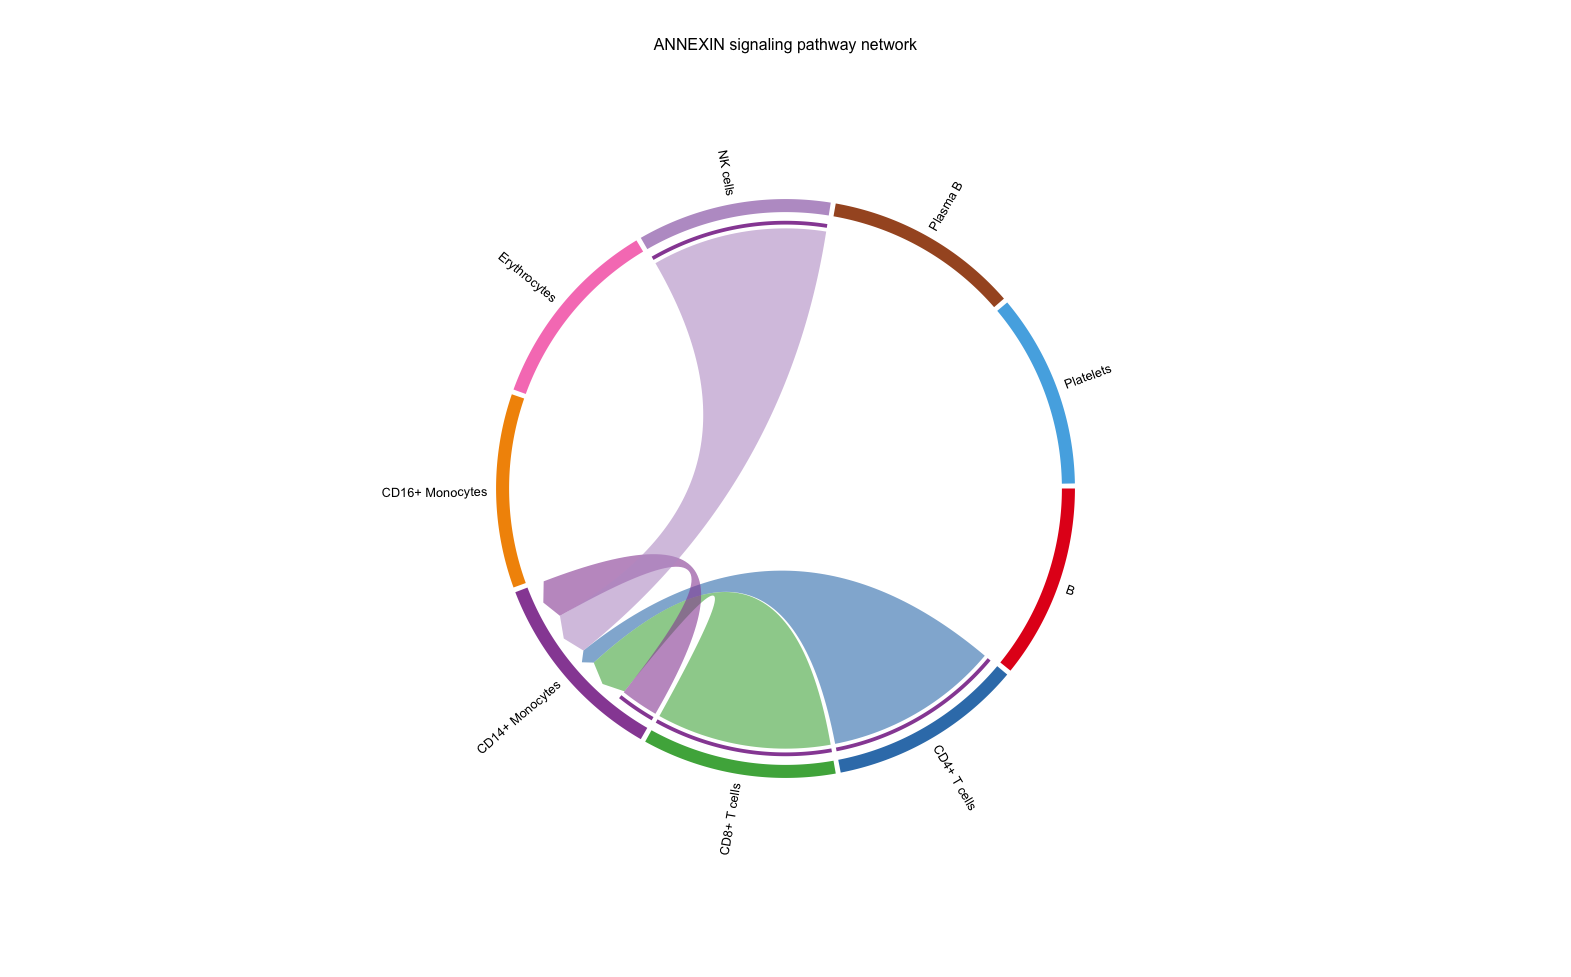 ANNEXIN signaling pathway network
NK cells
Plasma B
Erythrocytes
Platelets
CD16+ Monocytes
B
CD14+ Monocytes
CD4+ T cells
CD8+ T cells